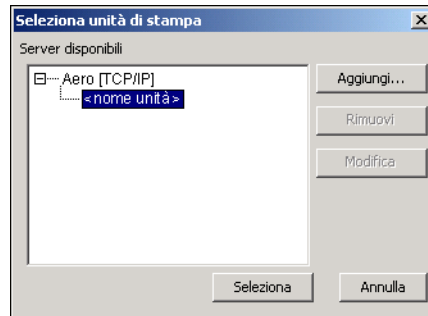 Seleziona unità di stampa
Server disponibili
Aero [TCP/IP]
<nome unità>
Aggiungi...
Rimuovi
Modifica
Seleziona
Annulla